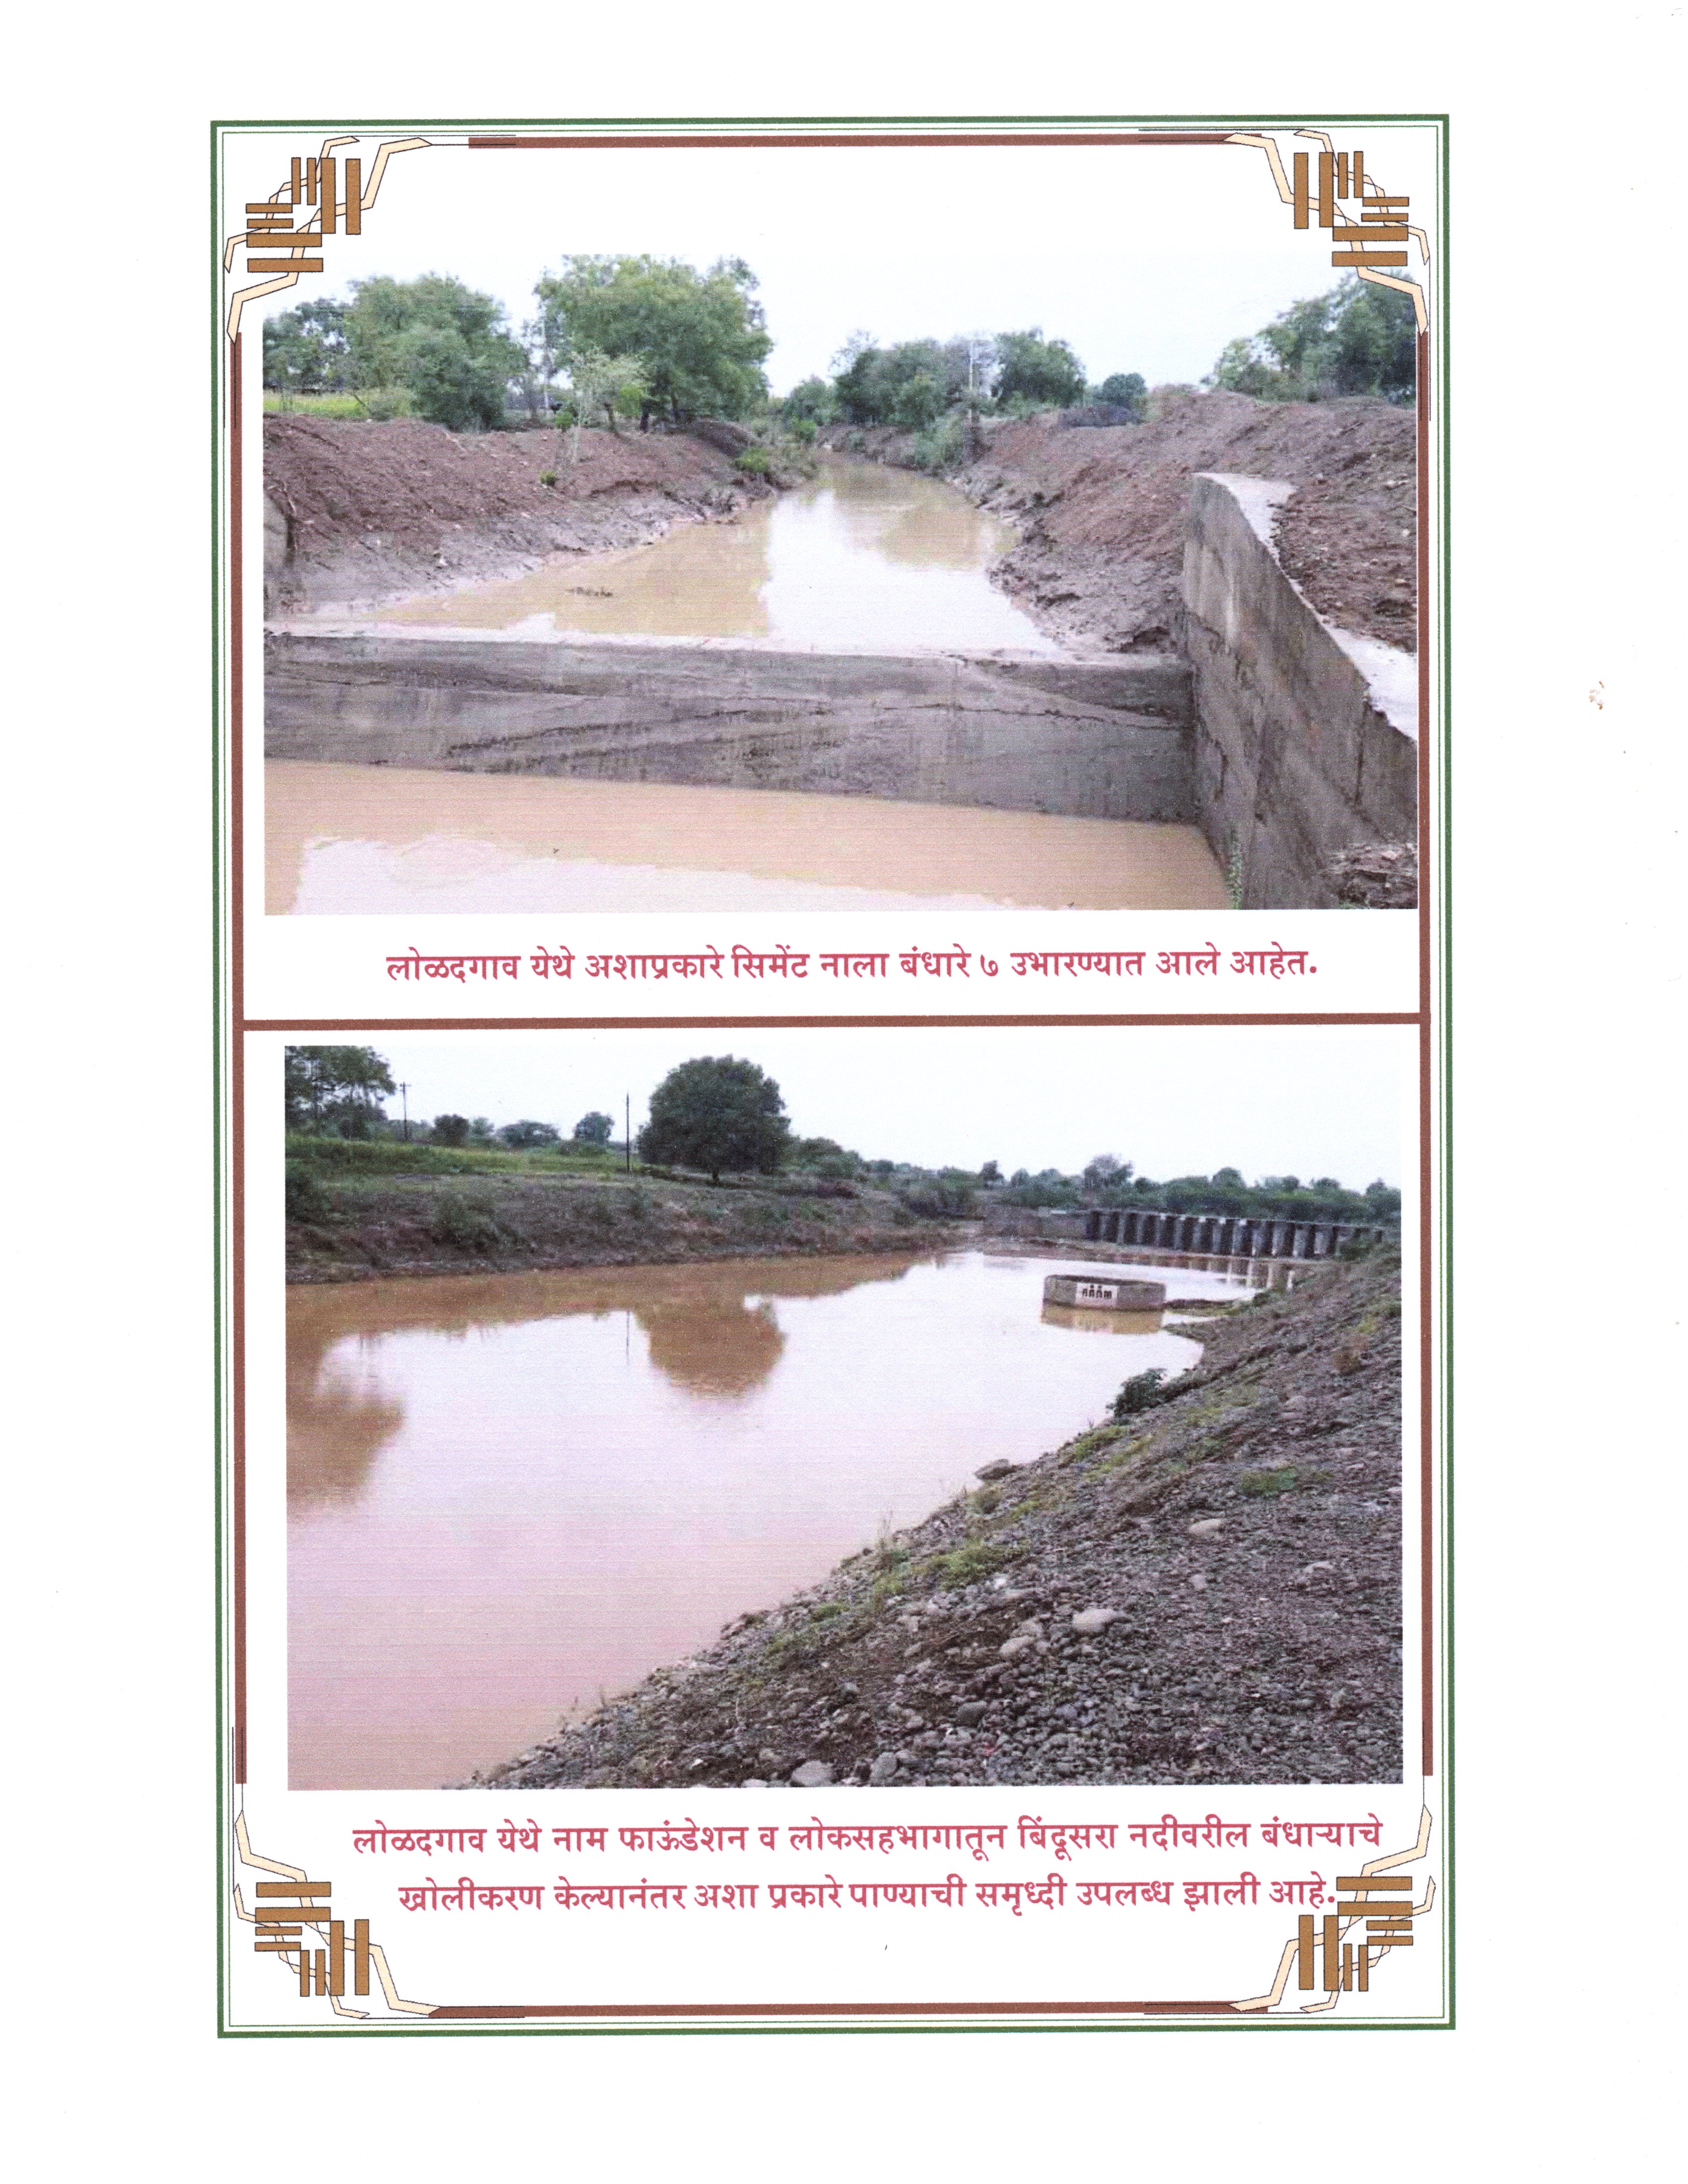 लोळदगाव येथे अशाप्रकारे सिमेंट नाला बंधारे ७ उभारण्यात आले आहेत.
लोळदगाव येथे नाम फाऊंडेशन व लोकसहभागातून बिंदूसरा नदीवरील बंधाऱ्याचे
खोलीकरण केल्यानंतर अशा प्रकारे पाण्याची समृध्दी उपलब्ध झाली आहे.